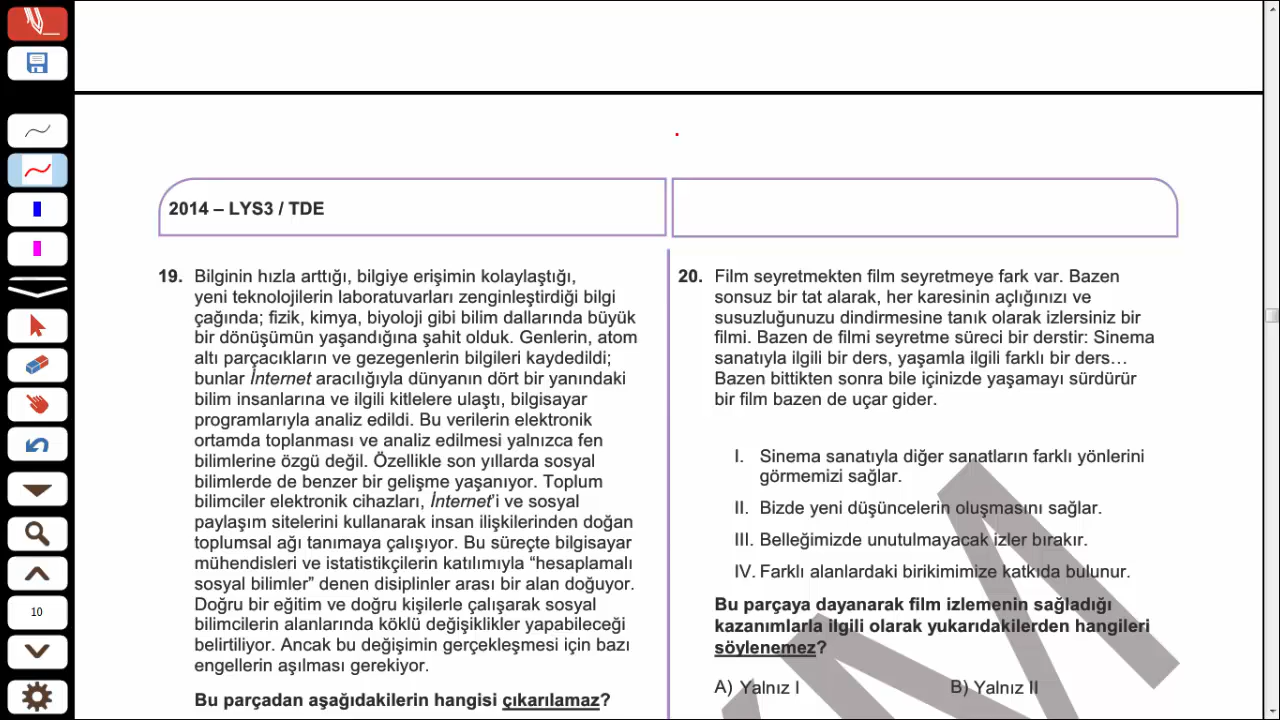 2014 – LYS3 / TDE
19. Bilginin hızla arttığı, bilgiye erişimin kolaylaştığı,
yeni teknolojilerin laboratuvarları zenginleştirdiği bilgi
çağında; fizik, kimya, biyoloji gibi bilim dallarında büyük
bir dönüşümün yaşandığına şahit olduk. Genlerin, atom
altı parçacıkların ve gezegenlerin bilgileri kaydedildi;
bunlar İnternet aracılığıyla dünyanın dört bir yanındaki
bilim insanlarına ve ilgili kitlelere ulaştı, bilgisayar
programlarıyla analiz edildi. Bu verilerin elektronik
ortamda toplanması ve analiz edilmesi yalnızca fen
bilimlerine özgü değil. Özellikle son yıllarda sosyal
bilimlerde de benzer bir gelişme yaşanıyor. Toplum
bilimciler elektronik cihazları, İnternet'i ve sosyal
paylaşım sitelerini kullanarak insan ilişkilerinden doğan
toplumsal ağı tanımaya çalışıyor. Bu süreçte bilgisayar
mühendisleri ve istatistikçilerin katılımıyla “hesaplamalı
sosyal bilimler” denen disiplinler arası bir alan doğuyor.
Doğru bir eğitim ve doğru kişilerle çalışarak sosyal
bilimcilerin alanlarında köklü değişiklikler yapabileceği
belirtiliyor. Ancak bu değişimin gerçekleşmesi için bazı
engellerin aşılması gerekiyor.
Bu parçadan aşağıdakilerin hangisi çıkarılamaz?
20. Film seyretmekten film seyretmeye fark var. Bazen
sonsuz bir tat alarak, her karesinin açlığınızı ve
susuzluğunuzu dindirmesine tanık olarak izlersiniz bir
filmi. Bazen de filmi seyretme süreci bir derstir: Sinema
sanatıyla ilgili bir ders, yaşamla ilgili farklı bir ders…
Bazen bittikten sonra bile içinizde yaşamayı sürdürür
bir film bazen de uçar gider.
I. Sinema sanatıyla diğer sanatların farklı yönlerini
görmemizi sağlar.
II. Bizde yeni düşüncelerin oluşmasını sağlar.
III. Belleğimizde unutulmayacak izler bırakır.
IV. Farklı alanlardaki birikimimize katkıda bulunur.
Bu parçaya dayanarak film izlemenin sağladığı
kazanımlarla ilgili olarak yukarıdakilerden hangileri
söylenemez?
A) Yalnız I B) Yalnız II
10